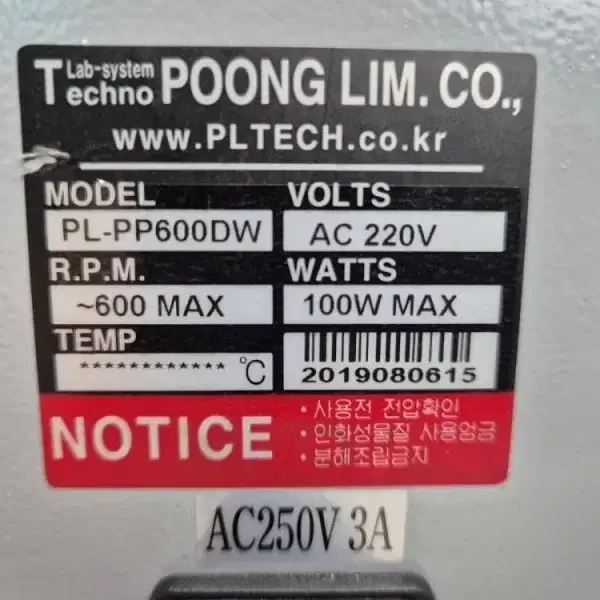 Techno Lab-system POONG LIM. CO.,
www.PLTECH.co.kr
MODEL VOLTS
PL-PP600DW AC 220V
R.P.M. WATTS
~600 MAX 100W MAX
TEMP
************ ℃ 2019080615
NOTICE
· 사용전 전압확인
· 인화성물질 사용엄금
· 분해조립금지
AC250V 3A